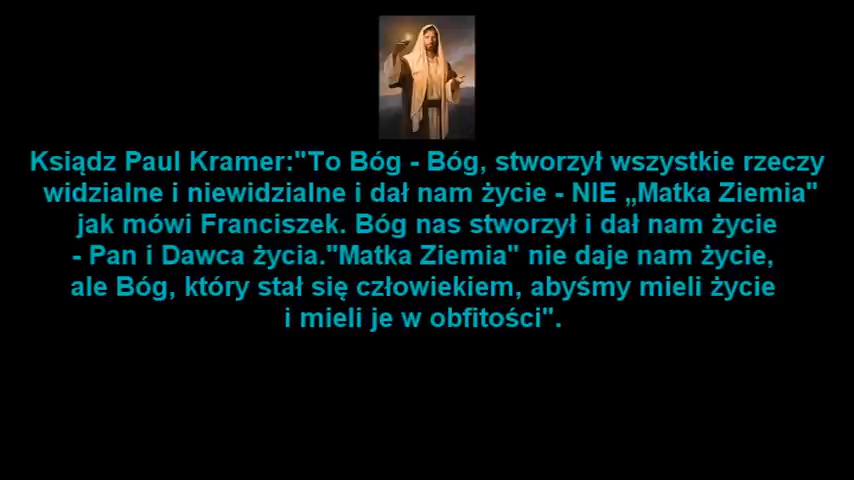 Ksiądz Paul Kramer:"To Bóg - Bóg, stworzył wszystkie rzeczy
widzialne i niewidzialne i dał nam życie - NIE „Matka Ziemia"
jak mówi Franciszek. Bóg nas stworzył i dał nam życie
- Pan i Dawca życia."Matka Ziemia" nie daje nam życie,
ale Bóg, który stał się człowiekiem, abyśmy mieli życie
i mieli je w obfitości".